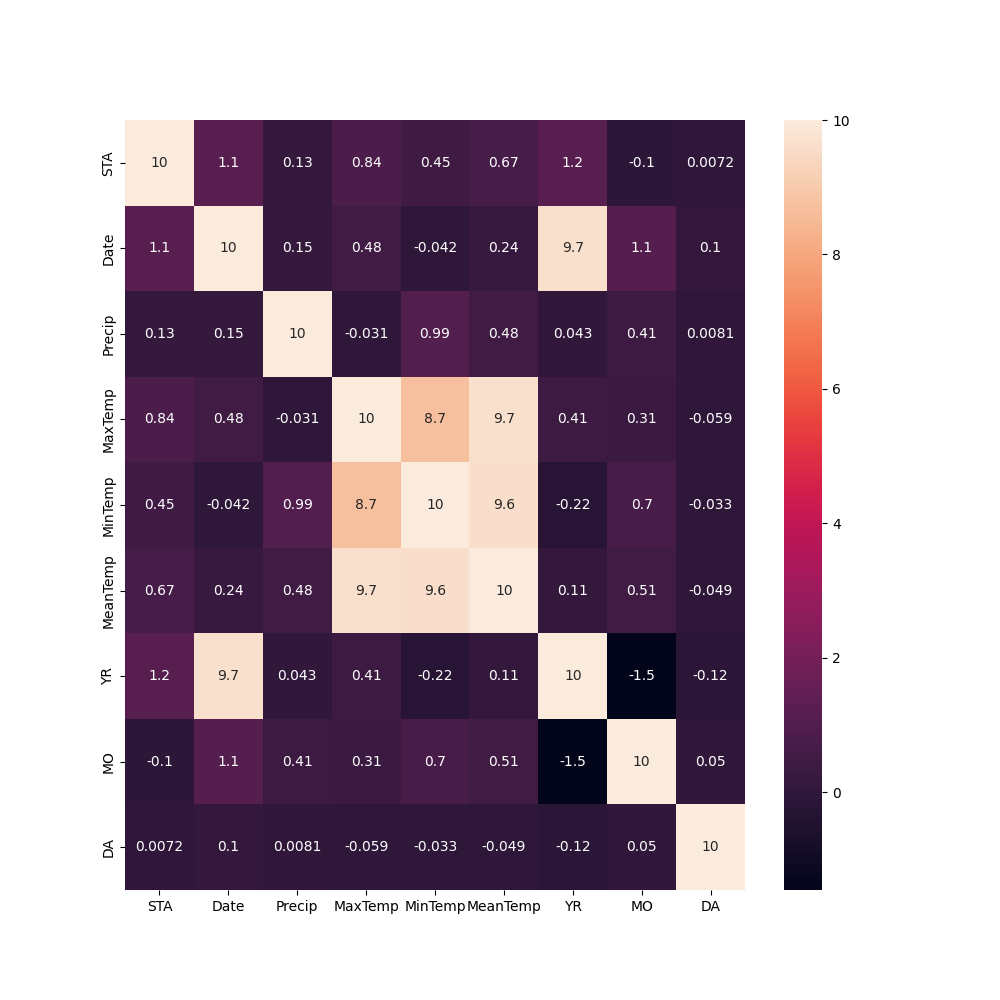 10
STA 10 1.1 0.13 0.84 0.45 0.67 1.2 -0.1 0.0072
8
Date 1.1 10 0.15 0.48 -0.042 0.24 9.7 1.1 0.1
Precip 0.13 0.15 10 -0.031 0.99 0.48 0.043 0.41 0.0081
6
MaxTemp 0.84 0.48 -0.031 10 8.7 9.7 0.41 0.31 -0.059
MinTemp 0.45 -0.042 0.99 8.7 10 9.6 -0.22 0.7 -0.033
4
MeanTemp 0.67 0.24 0.48 9.7 9.6 10 0.11 0.51 -0.049
2
YR 1.2 9.7 0.043 0.41 -0.22 0.11 10 -1.5 -0.12
MO -0.1 1.1 0.41 0.31 0.7 0.51 -1.5 10 0.05
0
DA 0.0072 0.1 0.0081 -0.059 -0.033 -0.049 -0.12 0.05 10
STA Date Precip MaxTemp MinTemp MeanTemp YR MO DA